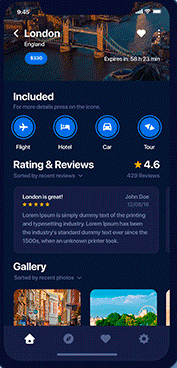 9:45
London
England
$330
Expires in: 58 h 23 min
Included
For more details press on the icons.
Flight
Hotel
Car
Tour
Rating & Reviews
4.6
Sorted by recent reviews
429 Reviews
London is great!
John Doe
12/08/18
Lorem Ipsum is simply dummy text of the printing
and typesetting industry. Lorem Ipsum has been
the industry's standard dummy text ever since the
1500s, when an unknown printer took.
Gallery
Sorted by recent photos